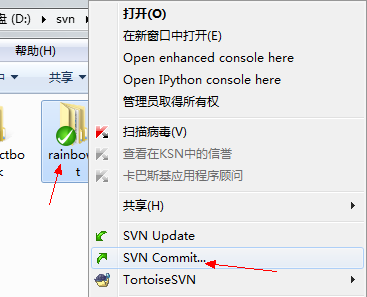 盘 (D:) ▸ svn ▸
帮助(H)
中 ▾ 共享 ▾
ctbo
k
rainbow
t
打开(O)
在新窗口中打开(E)
Open enhanced console here
Open IPython console here
管理员取得所有权
扫描病毒(V)
查看在KSN中的信誉
卡巴斯基应用程序顾问
共享(H)
SVN Update
SVN Commit...
TortoiseSVN